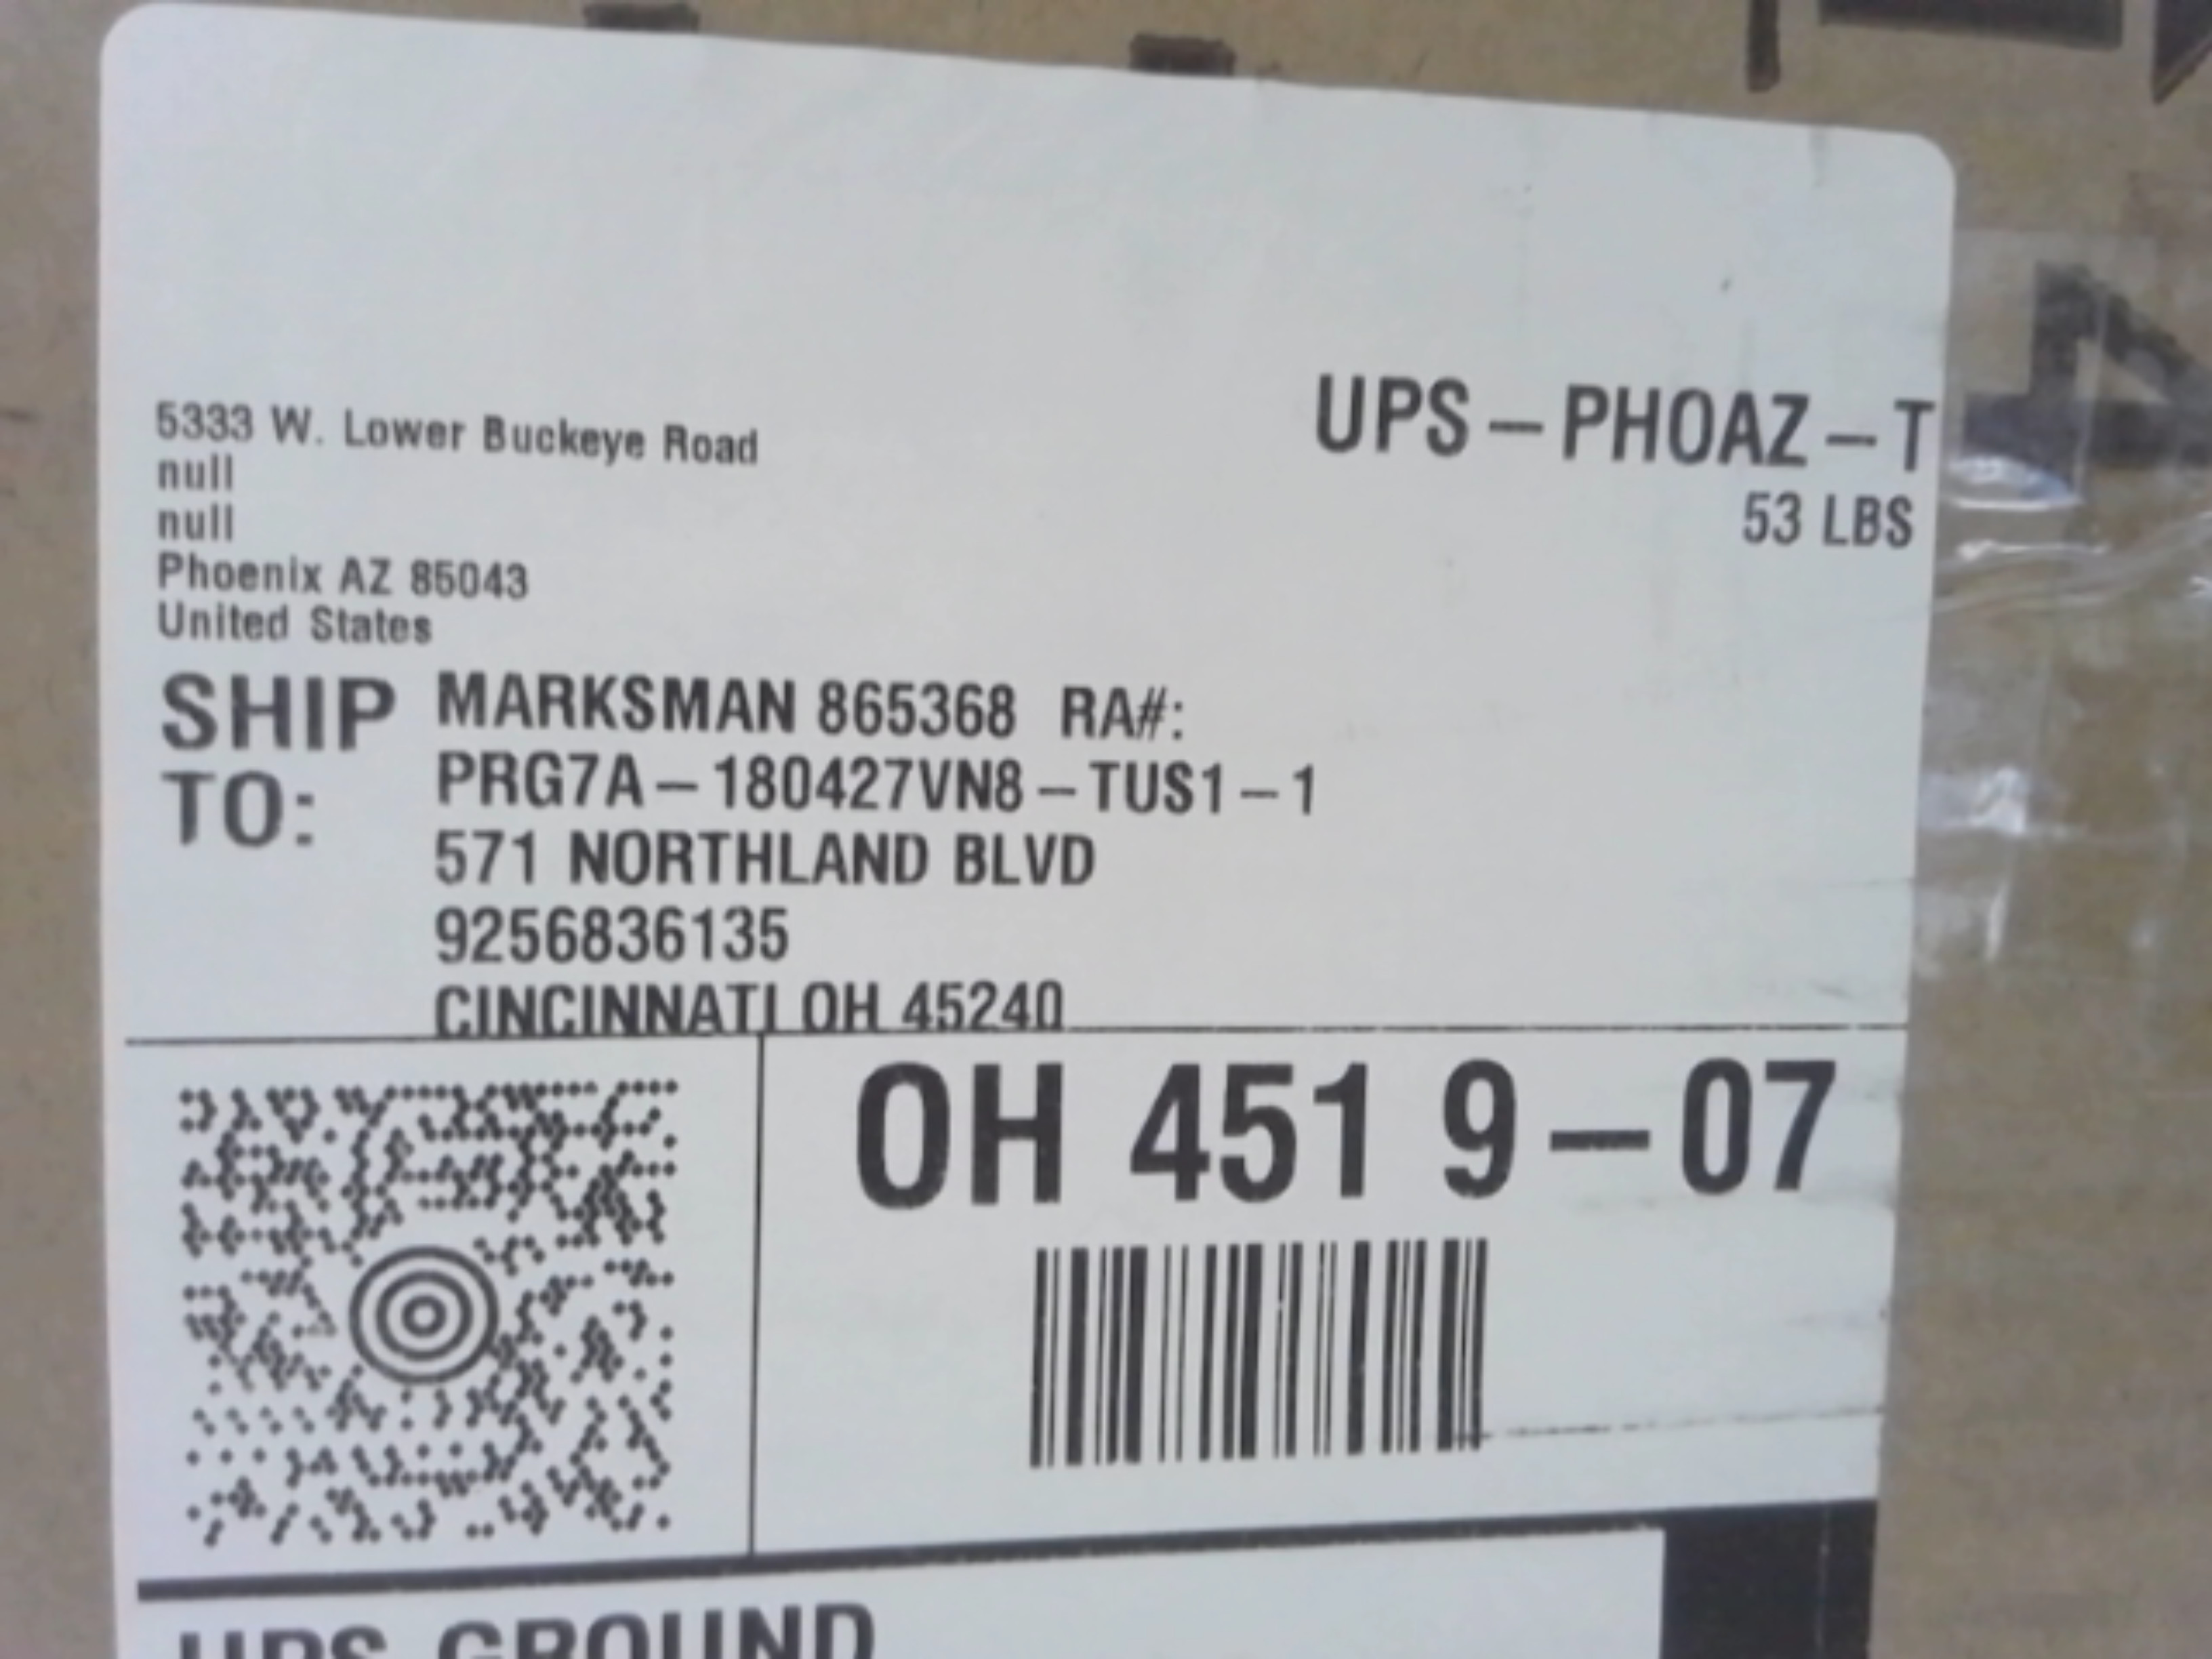 5333 W. Lower Buckeye Road
null
null
Phoenix AZ 85043
United States
UPS – PHOAZ – T
53 LBS
SHIP TO:
MARKSMAN 865368 RA#:
PRG7A – 180427VN8 – TUS1 – 1
571 NORTHLAND BLVD
9256836135
CINCINNATI OH 45240
OH 451 9 – 07
UPS GROUND